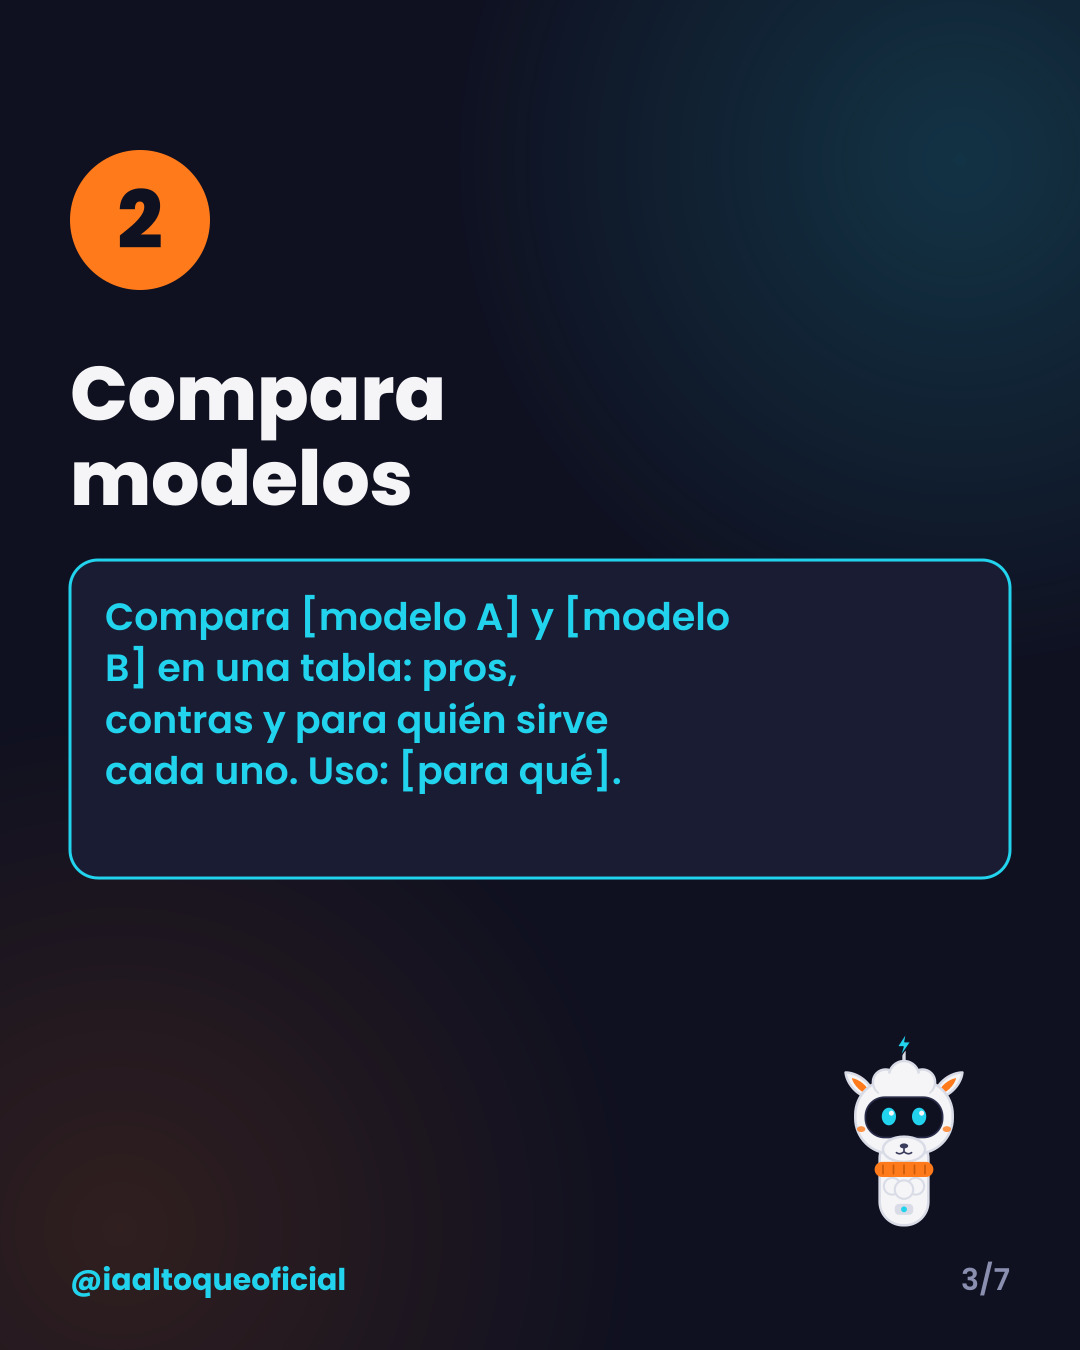 2
Compara
modelos
Compara [modelo A] y [modelo
B] en una tabla: pros,
contras y para quién sirve
cada uno. Uso: [para qué].
@iaaltoqueoficial
3/7